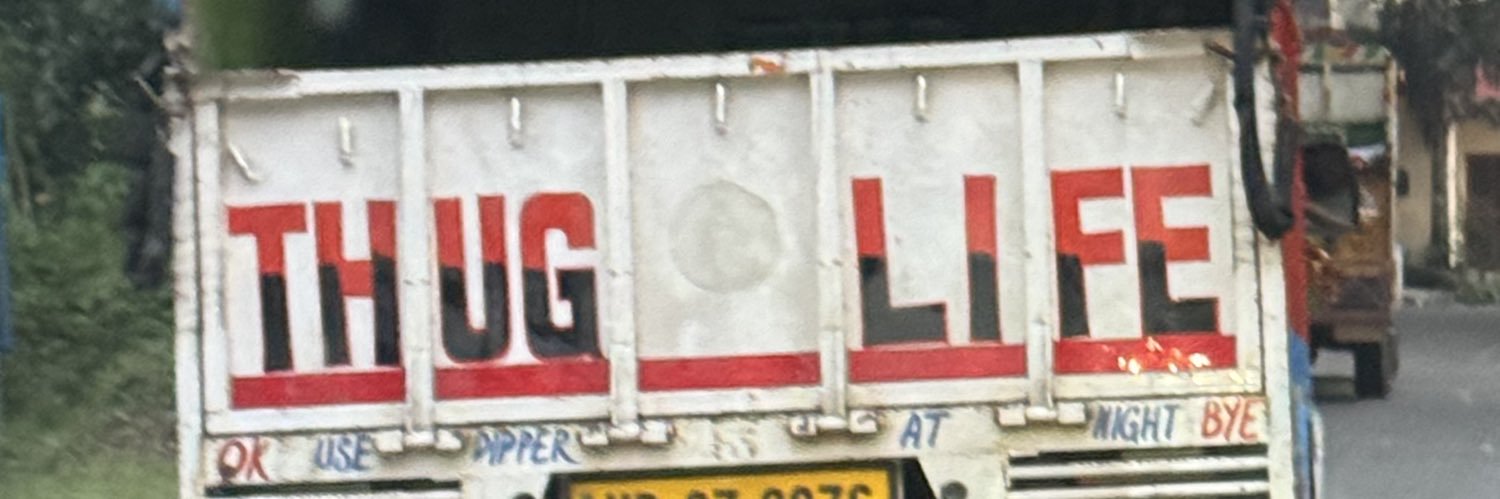 THUG LIFE
OK USE DIPPER AT NIGHT BYE